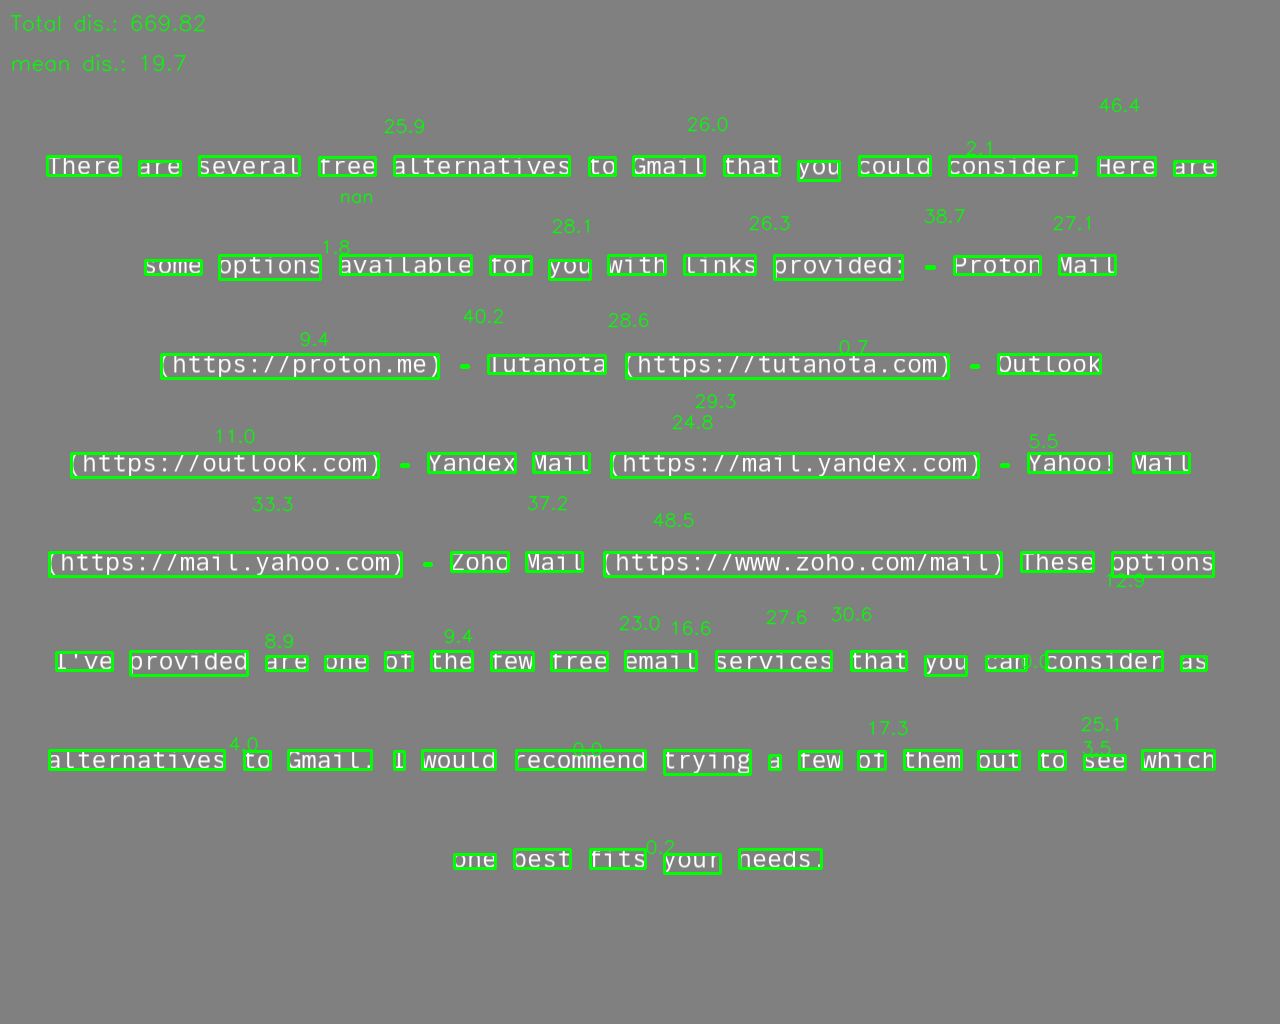 Total dis.: 669.82
mean dis.: 19.7
46.4
25.9 26.0
2.1
There are several free alternatives to Gmail that you could consider. Here are
nan
28.1 26.3 38.7 27.1
1.8
some options available for you with links provided: - Proton Mail
40.2 28.6
9.4 0.7
(https://proton.me) - Tutanota (https://tutanota.com) - Outlook
29.3
24.8
11.0 5.5
(https://outlook.com) - Yandex Mail (https://mail.yandex.com) - Yahoo! Mail
33.3 37.2 48.5
(https://mail.yahoo.com) - Zoho Mail (https://www.zoho.com/mail) These options
12.9
23.0 16.6 27.6 30.6
8.9 9.4
I've provided are one of the few free email services that you can consider as
17.3 25.1
4.0 0.0 3.5
alternatives to Gmail. I would recommend trying a few of them out to see which
0.2
one best fits your needs.